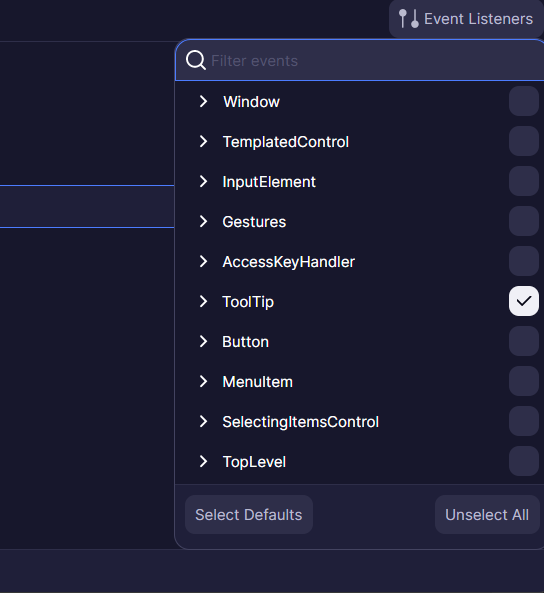 Event Listeners
Filter events
Window
TemplatedControl
InputElement
Gestures
AccessKeyHandler
ToolTip
Button
MenuItem
SelectingItemsControl
TopLevel
Select Defaults
Unselect All